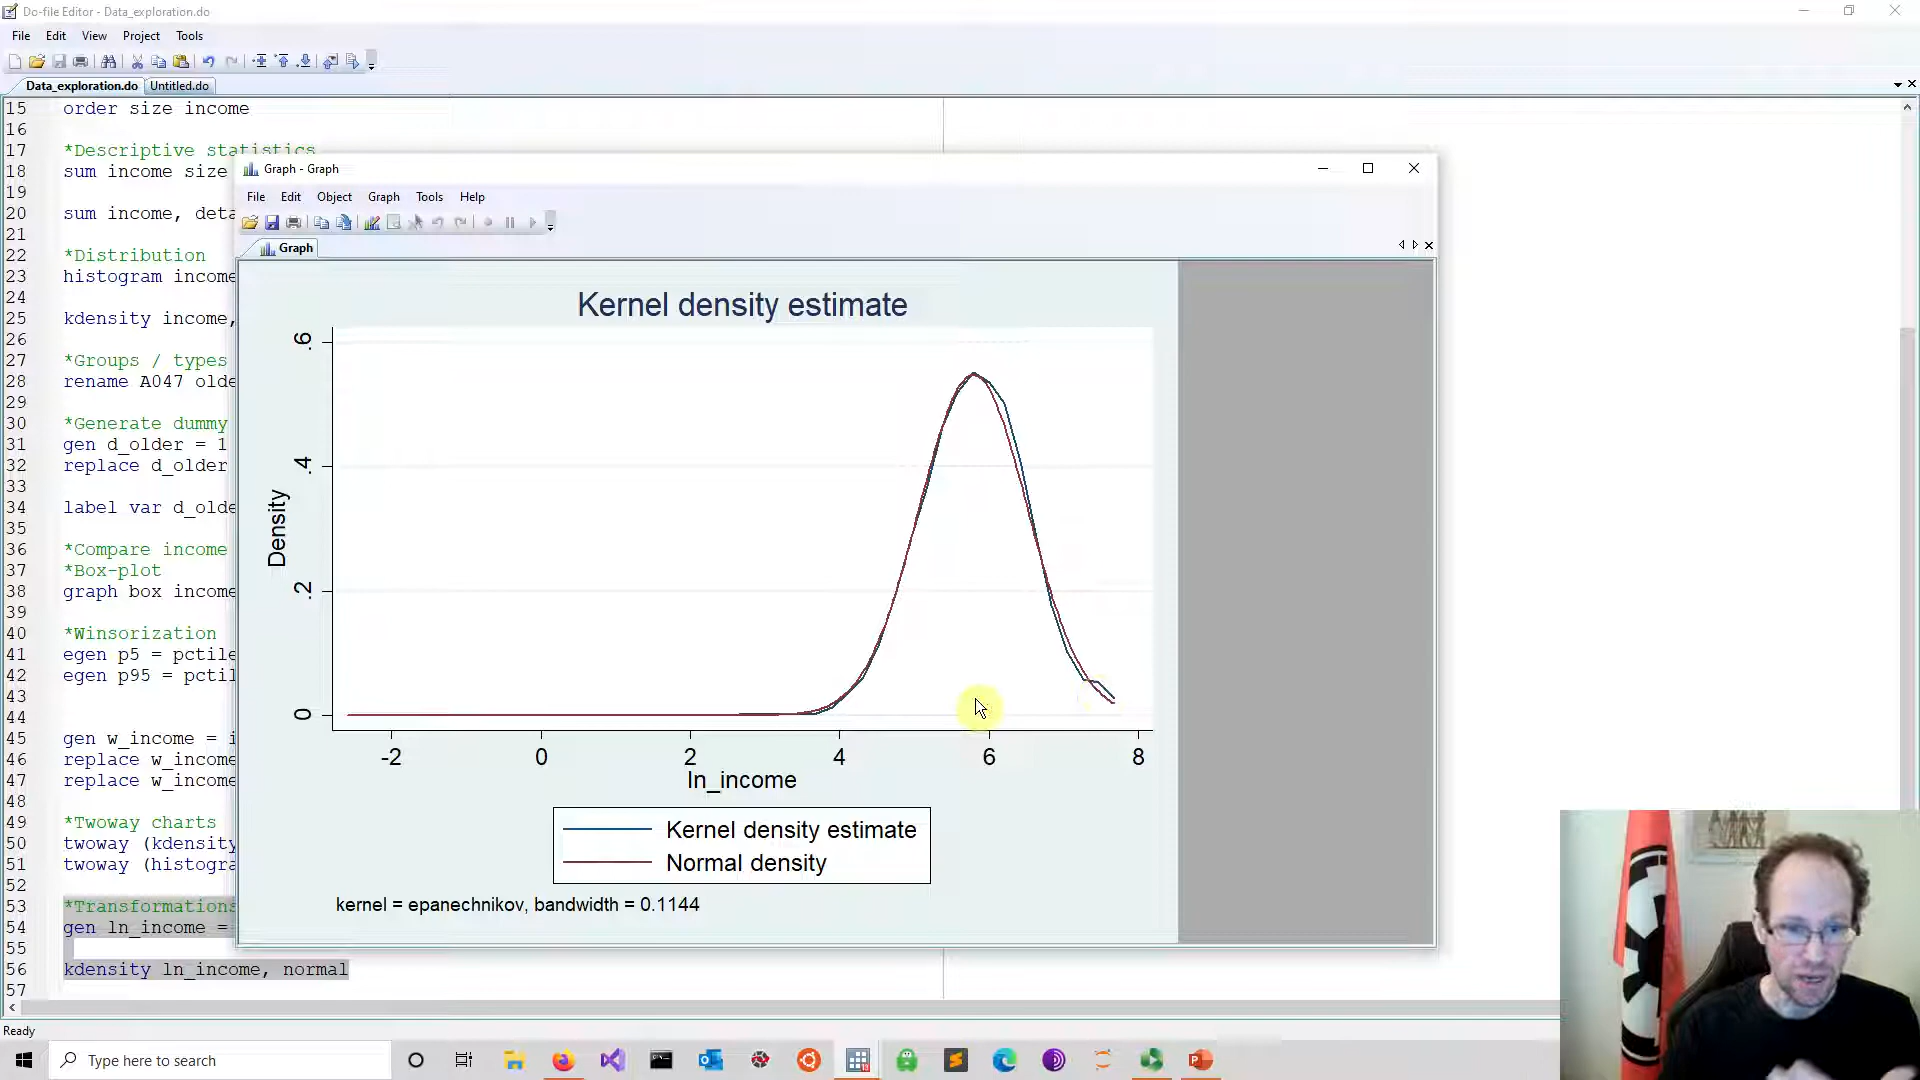 Do-file Editor - Data_exploration.do
File Edit View Project Tools
Data_exploration.do Untitled.do
15 order size income
16
17 *Descriptive statistics
18 sum income size
19
20 sum income, deta
21
22 *Distribution
23 histogram income
24
25 kdensity income,
26
27 *Groups / types
28 rename A047 olde
29
30 *Generate dummy
31 gen d_older = 1
32 replace d_older
33
34 label var d_olde
35
36 *Compare income
37 *Box-plot
38 graph box income
39
40 *Winsorization
41 egen p5 = pctile
42 egen p95 = pctil
43
44
45 gen w_income = i
46 replace w_income
47 replace w_income
48
49 *Twoway charts
50 twoway (kdensity
51 twoway (histogra
52
53 *Transformations
54 gen ln_income =
55
56 kdensity ln_income, normal
57
Graph - Graph
File Edit Object Graph Tools Help
Graph
Kernel density estimate
Density
.6
.4
.2
0
-2 0 2 4 6 8
ln_income
Kernel density estimate
Normal density
kernel = epanechnikov, bandwidth = 0.1144
Ready
Type here to search